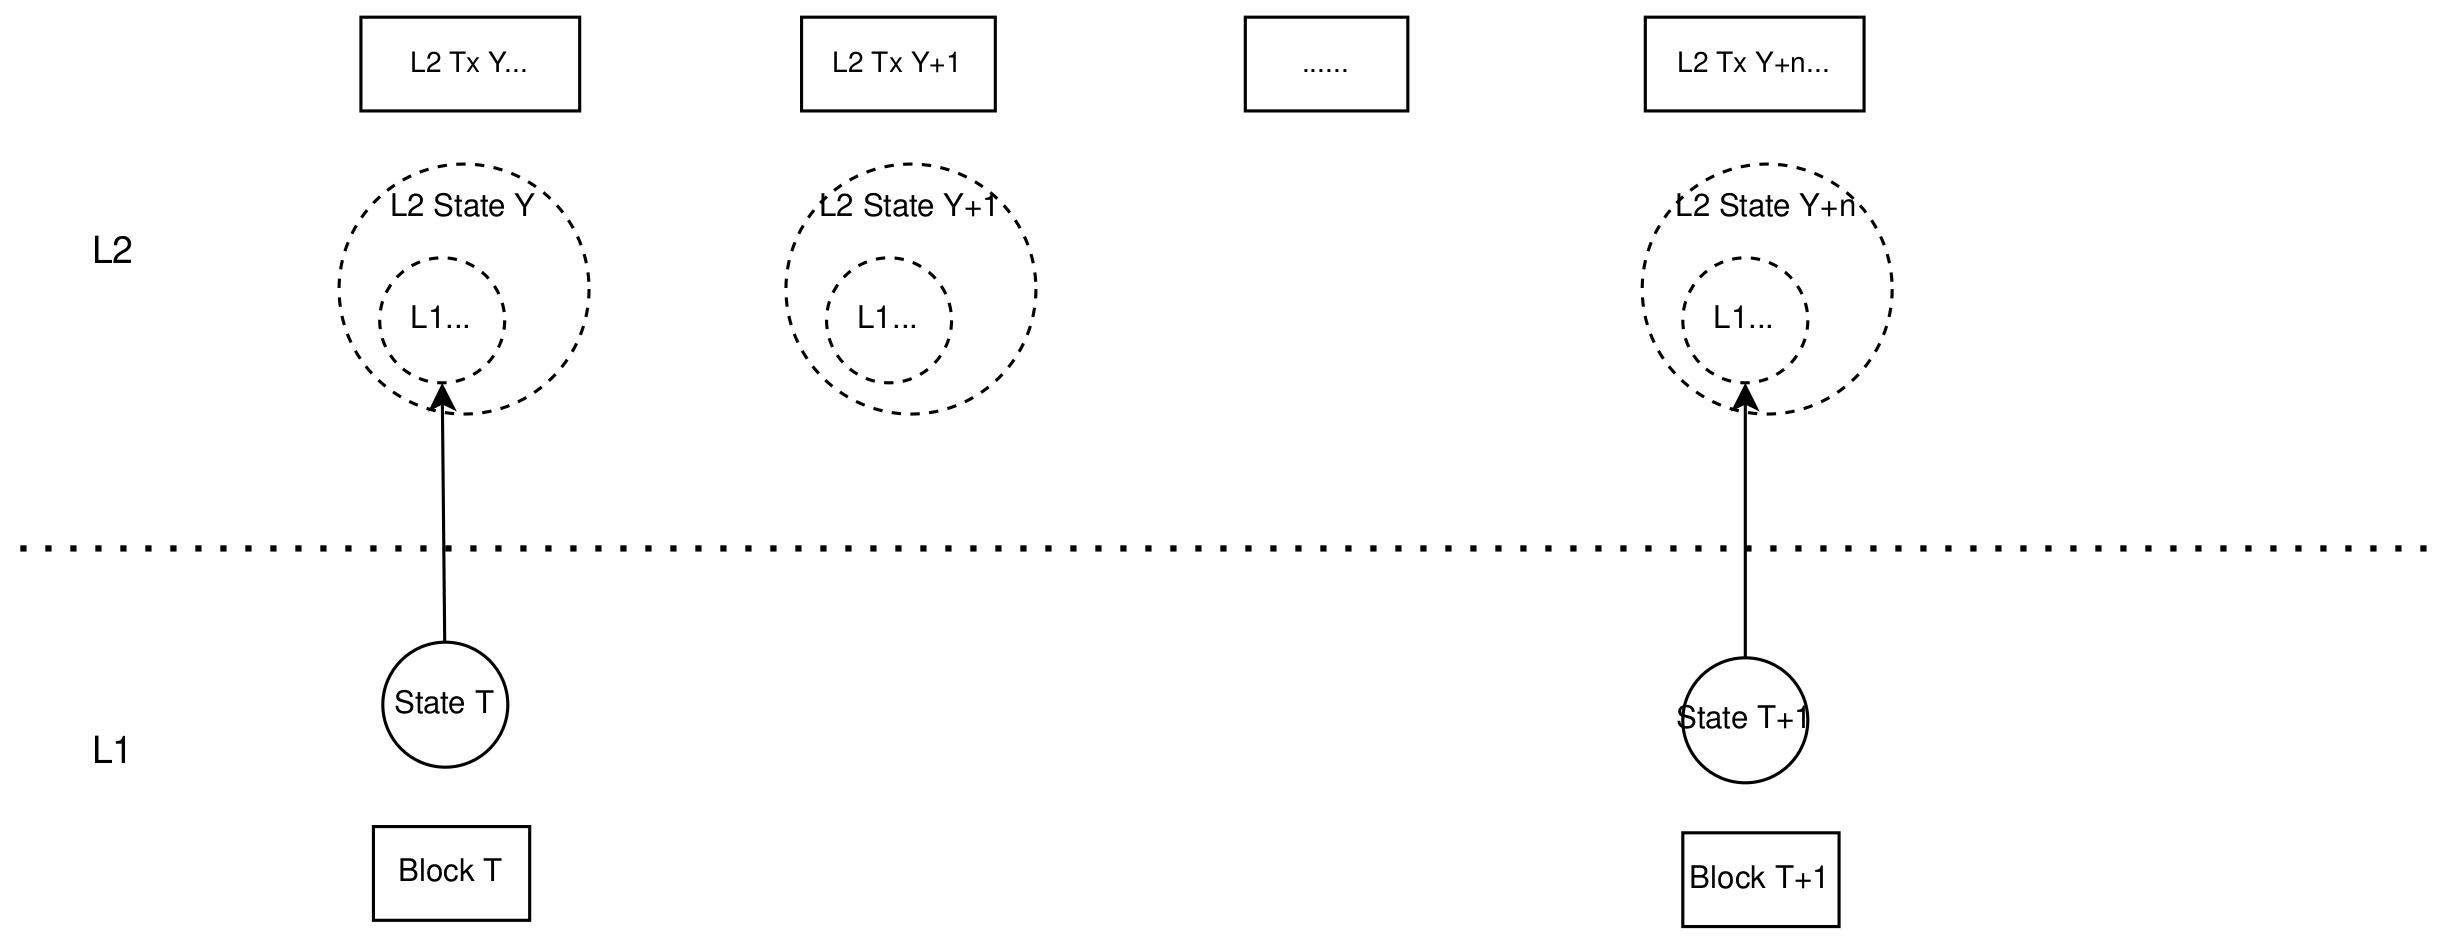 L2 Tx Y...
L2 Tx Y+1
......
L2 Tx Y+n...
L2 State Y
L2 State Y+1
L2 State Y+n
L2
L1...
L1...
L1...
State T
State T+1
L1
Block T
Block T+1